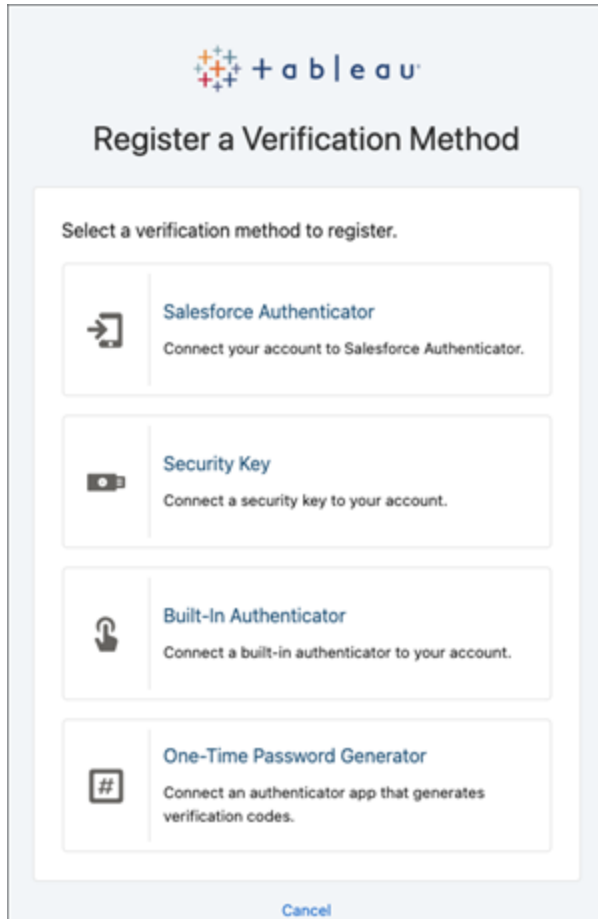 +ableau
Register a Verification Method
Select a verification method to register.
Salesforce Authenticator
Connect your account to Salesforce Authenticator.
Security Key
Connect a security key to your account.
Built-In Authenticator
Connect a built-in authenticator to your account.
#
One-Time Password Generator
Connect an authenticator app that generates
verification codes.
Cancel